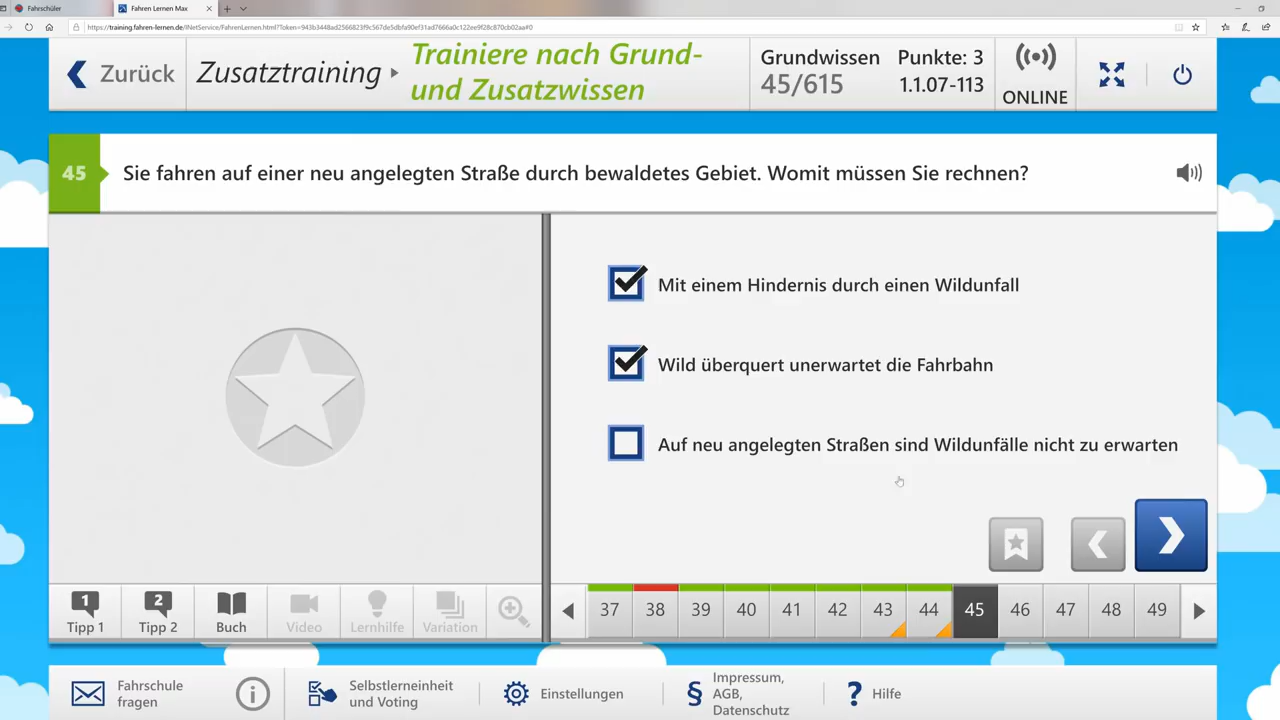 Fahrschüler
Fahren Lernen Max
Zurück
Zusatztraining
Trainiere nach Grund-
und Zusatzwissen
Grundwissen
45/615
Punkte: 3
1.1.07-113
ONLINE
45
Sie fahren auf einer neu angelegten Straße durch bewaldetes Gebiet. Womit müssen Sie rechnen?
Mit einem Hindernis durch einen Wildunfall
Wild überquert unerwartet die Fahrbahn
Auf neu angelegten Straßen sind Wildunfälle nicht zu erwarten
1
Tipp 1
2
Tipp 2
Buch
Video
Lernhilfe
Variation
37 38 39 40 41 42 43 44 45 46 47 48 49
Fahrschule
fragen
Selbstlerneinheit
und Voting
Einstellungen
Impressum,
AGB,
Datenschutz
Hilfe